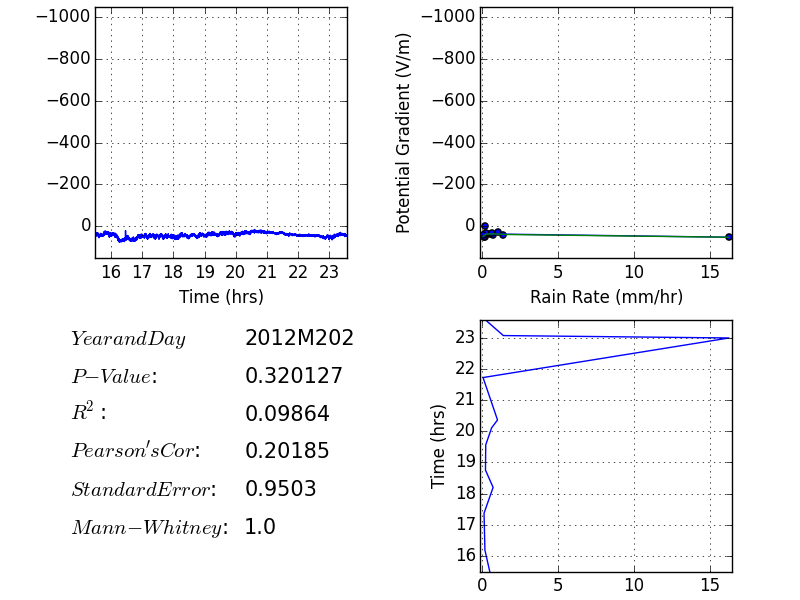 −1000
−800
−600
−400
−200
0
16 17 18 19 20 21 22 23
Time (hrs)
Potential Gradient (V/m)
−1000
−800
−600
−400
−200
0
0 5 10 15
Rain Rate (mm/hr)
YearandDay 2012M202
P−Value: 0.320127
R² : 0.09864
Pearson'sCor: 0.20185
StandardError: 0.9503
Mann−Whitney: 1.0
Time (hrs)
23
22
21
20
19
18
17
16
0 5 10 15